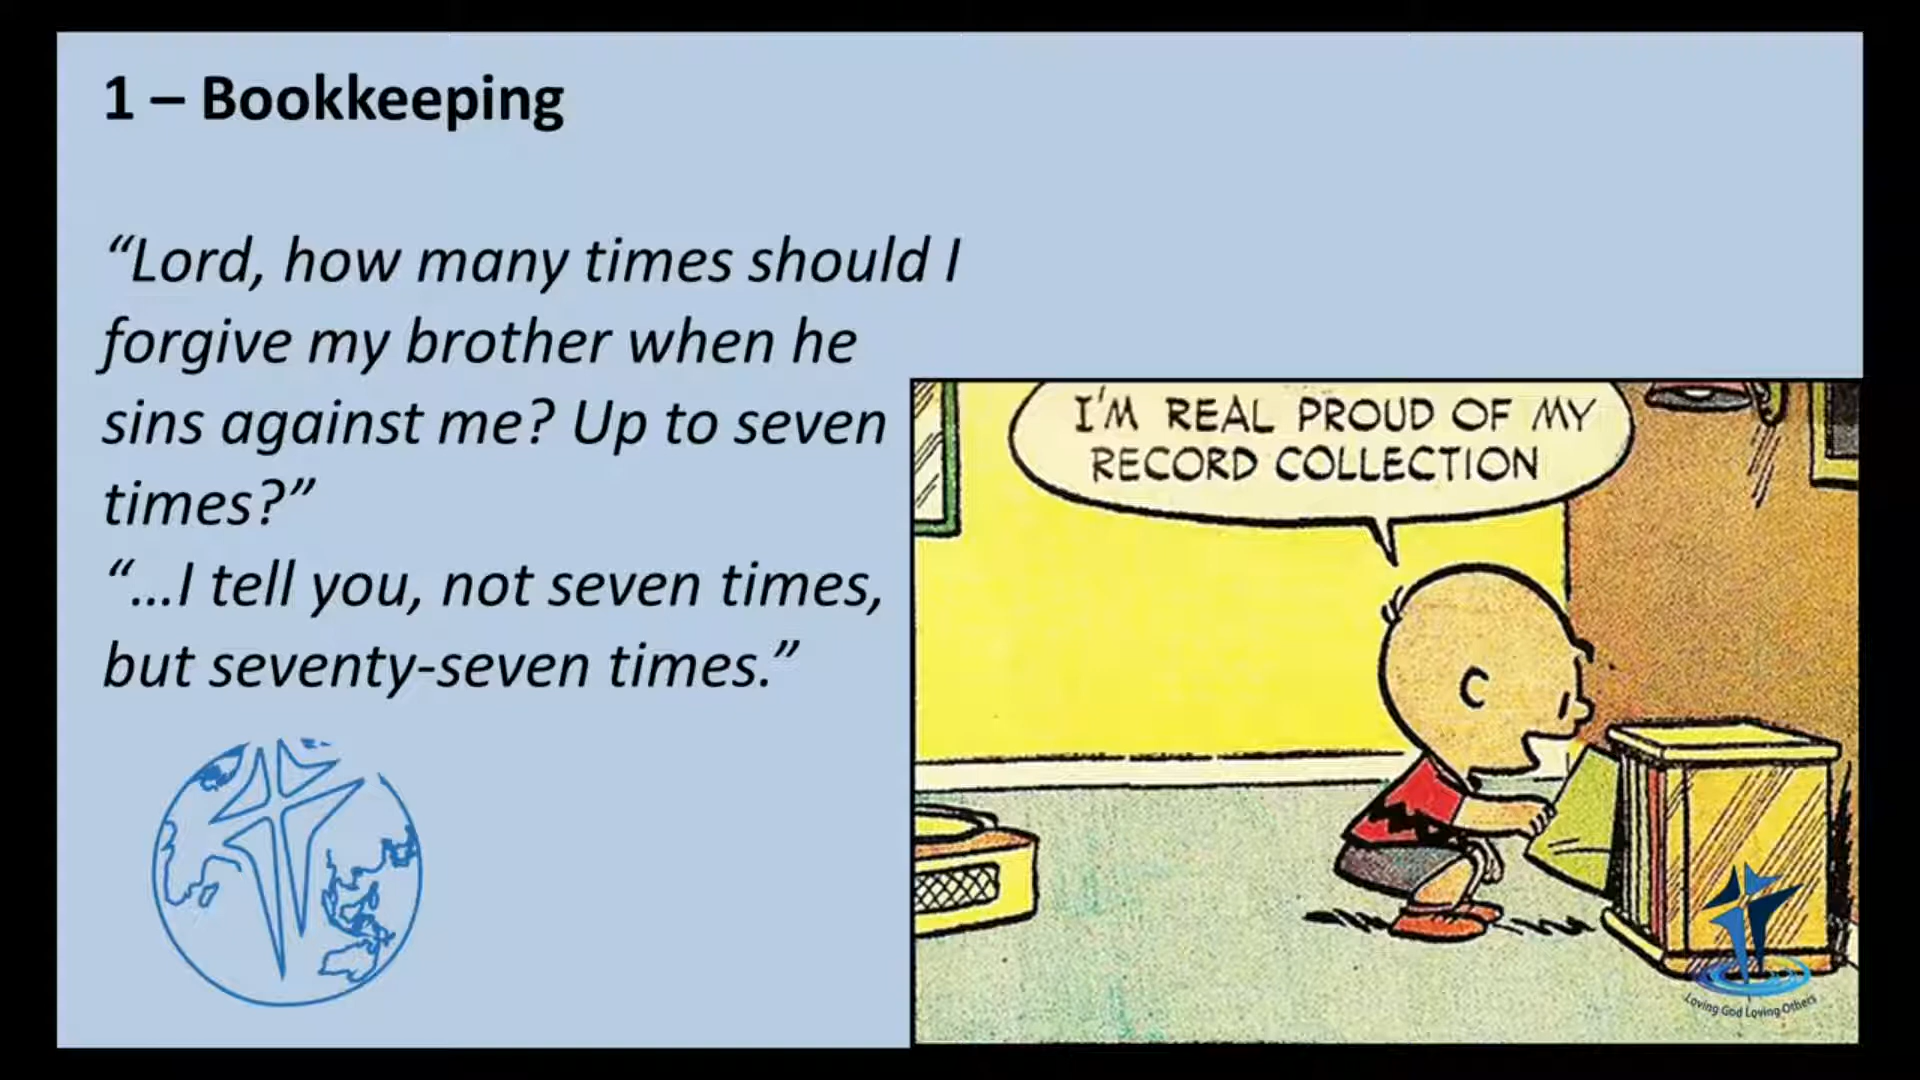 1 – Bookkeeping
“Lord, how many times should I
forgive my brother when he
sins against me? Up to seven
times?”
“…I tell you, not seven times,
but seventy-seven times.”
I'M REAL PROUD OF MY
RECORD COLLECTION
Loving God Loving Others